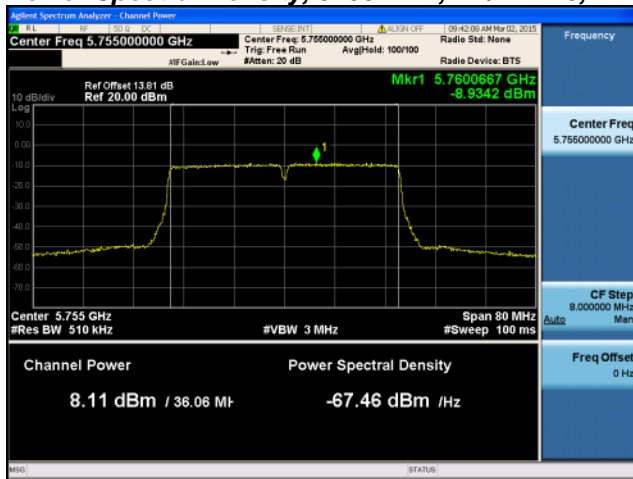 Agilent Spectrum Analyzer - Channel Power
RL RF 50 Ω DC SENSE:INT ALIGN OFF 09:42:08 AM Mar 02, 2015
Center Freq 5.755000000 GHz
Center Freq: 5.755000000 GHz
Radio Std: None
Trig: Free Run Avg|Hold: 100/100
#IFGain:Low #Atten: 20 dB Radio Device: BTS
Frequency
Mkr1 5.7600667 GHz
-8.9342 dBm
Ref Offset 13.81 dB
10 dB/div Ref 20.00 dBm
Log
10.0
0.00
-10.0
-20.0
-30.0
-40.0
-50.0
-60.0
-70.0
1
Center Freq
5.755000000 GHz
Center 5.755 GHz Span 80 MHz
#Res BW 510 kHz #VBW 3 MHz #Sweep 100 ms
CF Step
8.000000 MHz
Auto Man
Freq Offset
0 Hz
Channel Power Power Spectral Density
8.11 dBm / 36.06 MH -67.46 dBm /Hz
MSG STATUS